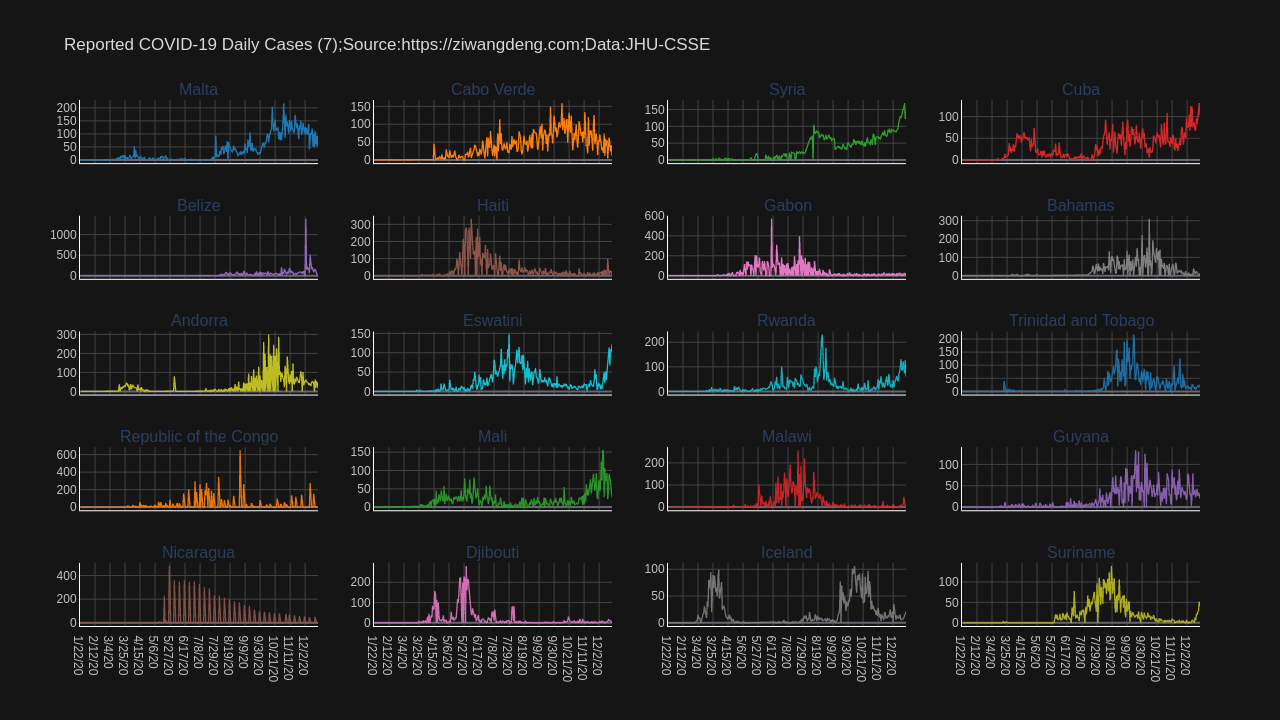 Reported COVID-19 Daily Cases (7);Source:https://ziwangdeng.com;Data:JHU-CSSE
Malta
Cabo Verde
Syria
Cuba
200
150
100
50
0
150
100
50
0
150
100
50
0
100
50
0
Belize
Haiti
Gabon
Bahamas
1000
500
0
300
200
100
0
600
400
200
0
300
200
100
0
Andorra
Eswatini
Rwanda
Trinidad and Tobago
300
200
100
0
150
100
50
0
200
100
0
200
150
100
50
0
Republic of the Congo
Mali
Malawi
Guyana
600
400
200
0
150
100
50
0
200
100
0
100
50
0
Nicaragua
Djibouti
Iceland
Suriname
400
200
0
200
100
0
100
50
0
100
50
0
1/22/20 2/12/20 3/4/20 3/25/20 4/15/20 5/6/20 5/27/20 6/17/20 7/8/20 7/29/20 8/19/20 9/9/20 9/30/20 10/21/20 11/11/20 12/2/20
1/22/20 2/12/20 3/4/20 3/25/20 4/15/20 5/6/20 5/27/20 6/17/20 7/8/20 7/29/20 8/19/20 9/9/20 9/30/20 10/21/20 11/11/20 12/2/20
1/22/20 2/12/20 3/4/20 3/25/20 4/15/20 5/6/20 5/27/20 6/17/20 7/8/20 7/29/20 8/19/20 9/9/20 9/30/20 10/21/20 11/11/20 12/2/20
1/22/20 2/12/20 3/4/20 3/25/20 4/15/20 5/6/20 5/27/20 6/17/20 7/8/20 7/29/20 8/19/20 9/9/20 9/30/20 10/21/20 11/11/20 12/2/20